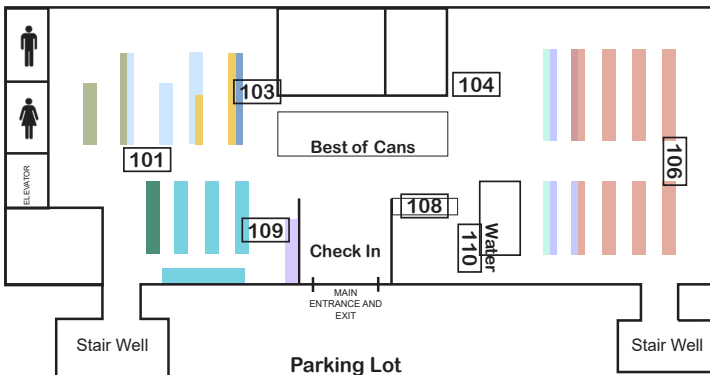 103
104
Best of Cans
101
106
ELEVATOR
108
109
Water
110
Check In
MAIN
ENTRANCE AND
EXIT
Stair Well
Stair Well
Parking Lot